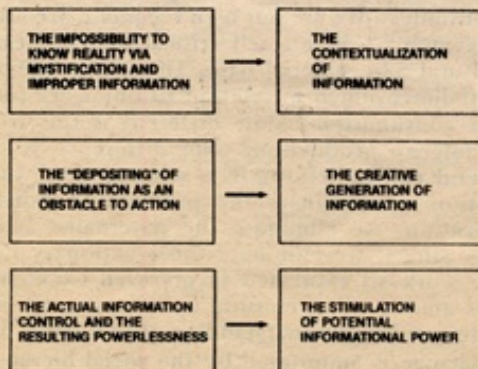 THE IMPOSSIBILITY TO
KNOW REALITY VIA
MYSTIFICATION AND
IMPROPER INFORMATION
THE
CONTEXTUALIZATION
OF
INFORMATION
THE "DEPOSITING" OF
INFORMATION AS AN
OBSTACLE TO ACTION
THE CREATIVE
GENERATION OF
INFORMATION
THE ACTUAL INFORMATION
CONTROL AND THE
RESULTING POWERLESSNESS
THE STIMULATION
OF POTENTIAL
INFORMATIONAL POWER